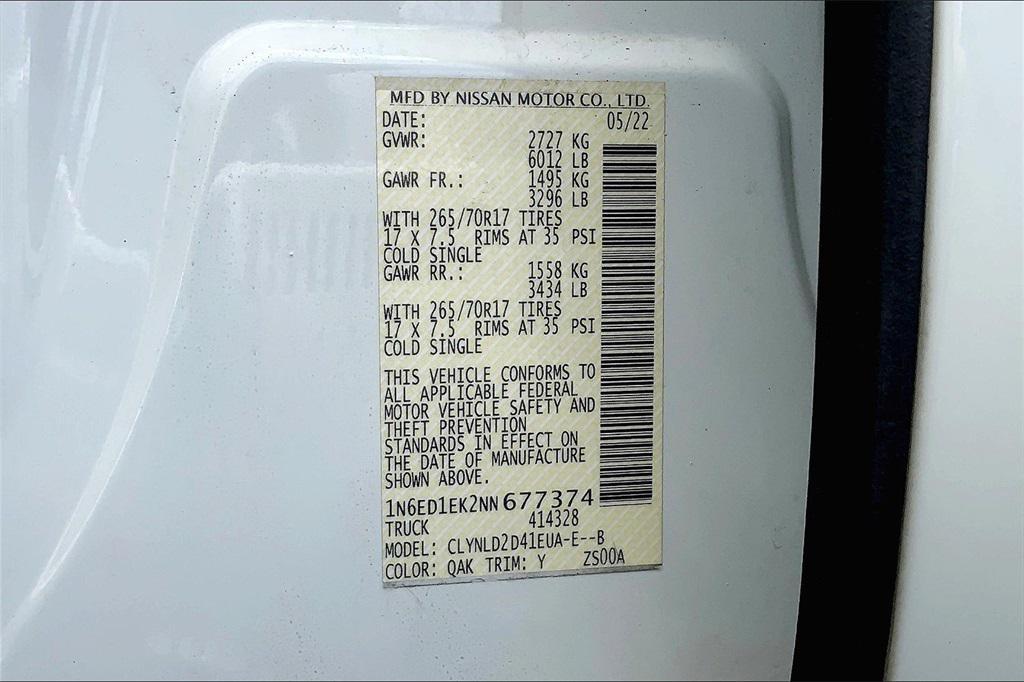 MFD BY NISSAN MOTOR CO., LTD.
DATE: 05/22
GVWR: 2727 KG
6012 LB
GAWR FR.: 1495 KG
3296 LB
WITH 265/70R17 TIRES
17 X 7.5 RIMS AT 35 PSI
COLD SINGLE
GAWR RR.: 1558 KG
3434 LB
WITH 265/70R17 TIRES
17 X 7.5 RIMS AT 35 PSI
COLD SINGLE
THIS VEHICLE CONFORMS TO
ALL APPLICABLE FEDERAL
MOTOR VEHICLE SAFETY AND
THEFT PREVENTION
STANDARDS IN EFFECT ON
THE DATE OF MANUFACTURE
SHOWN ABOVE.
1N6ED1EK2NN677374
TRUCK 414328
MODEL: CLYNLD2D41EUA-E--B
COLOR: QAK TRIM: Y ZS00A